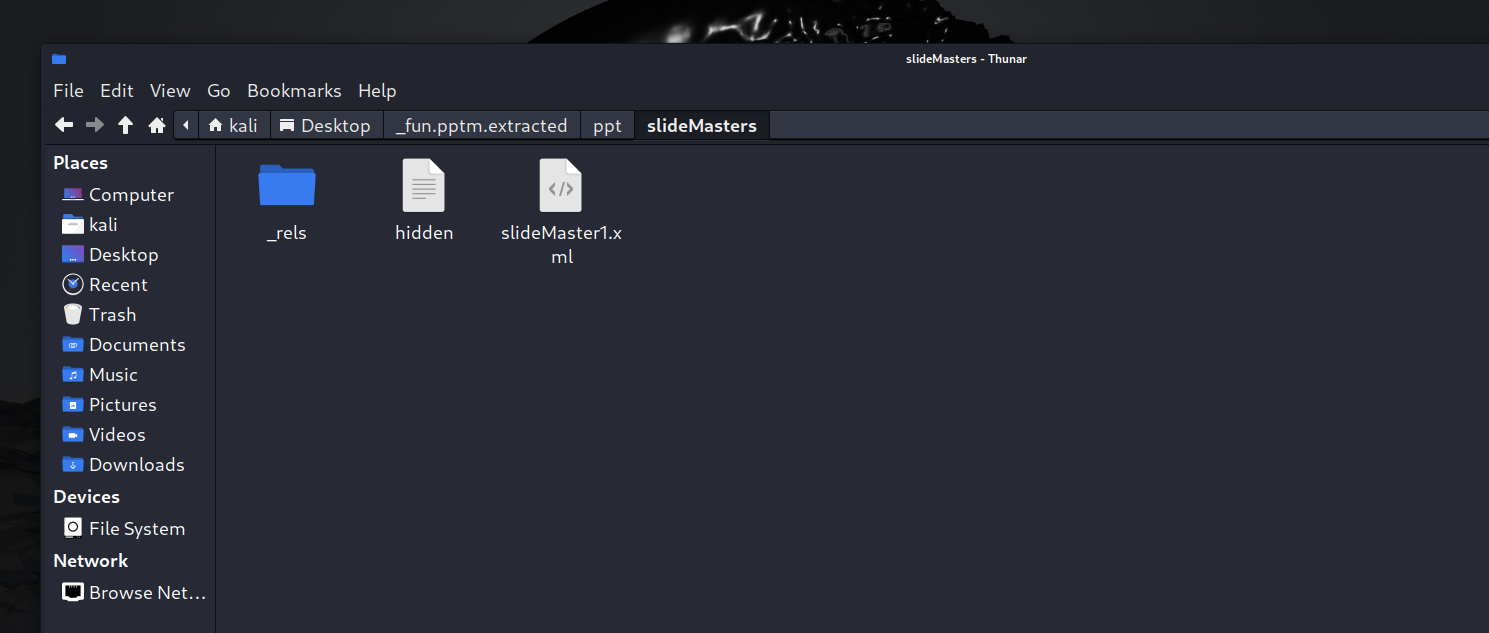 slideMasters - Thunar
File Edit View Go Bookmarks Help
kali Desktop _fun.pptm.extracted ppt slideMasters
Places
Computer
kali
Desktop
Recent
Trash
Documents
Music
Pictures
Videos
Downloads
Devices
File System
Network
Browse Net...
_rels
hidden
slideMaster1.x
ml